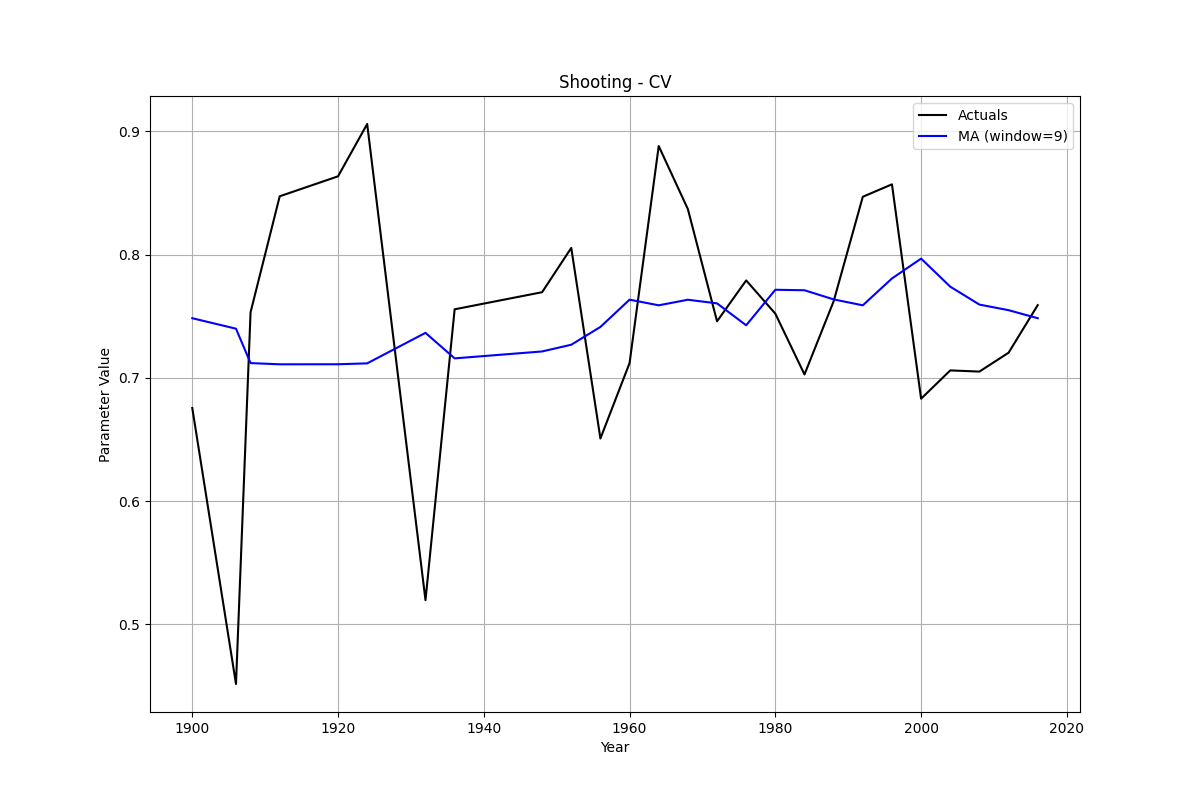 Shooting - CV
Actuals
MA (window=9)
Parameter Value
0.9
0.8
0.7
0.6
0.5
1900 1920 1940 1960 1980 2000 2020
Year